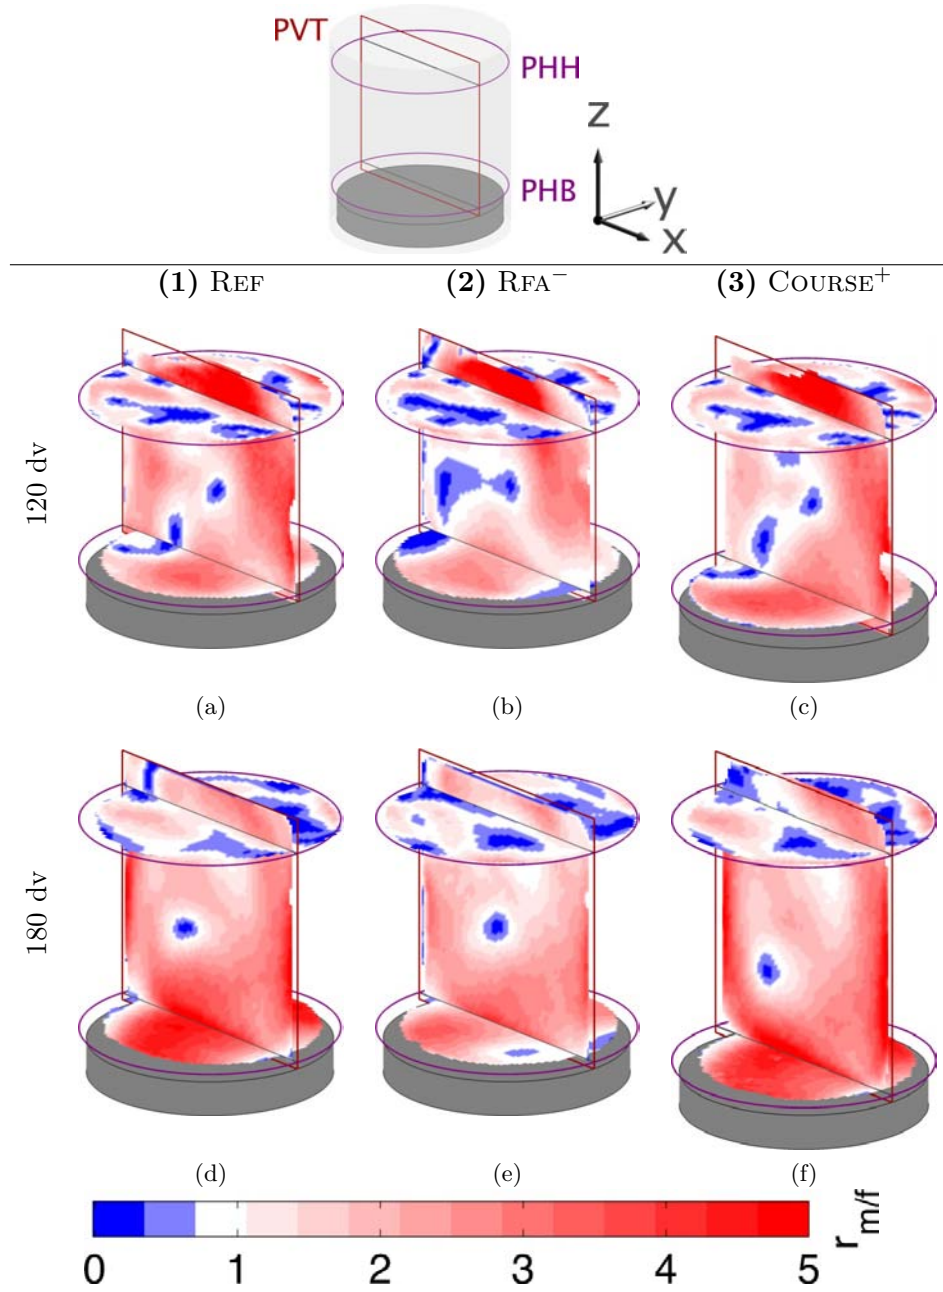 PVT
PHH
PHB
z
y
x
(1) REF
(2) RFA⁻
(3) COURSE⁺
120 dv
(a)
(b)
(c)
180 dv
(d)
(e)
(f)
0 1 2 3 4 5
r m/f